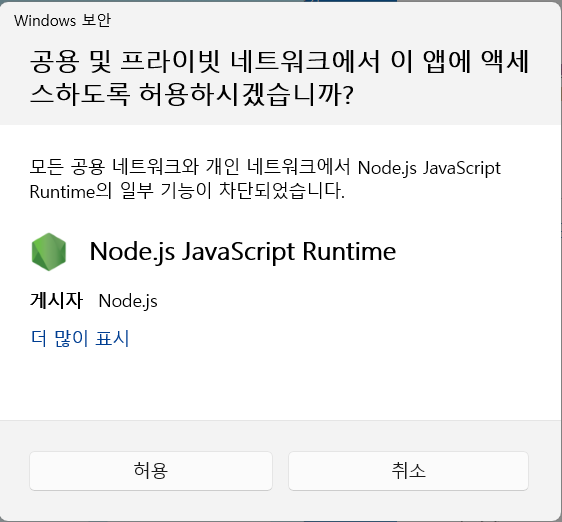 Windows 보안
공용 및 프라이빗 네트워크에서 이 앱에 액세
스하도록 허용하시겠습니까?
모든 공용 네트워크와 개인 네트워크에서 Node.js JavaScript
Runtime의 일부 기능이 차단되었습니다.
Node.js JavaScript Runtime
게시자 Node.js
더 많이 표시
허용 취소